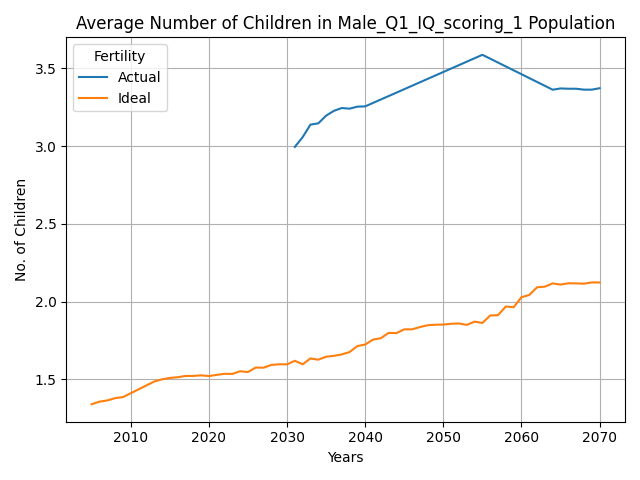 Average Number of Children in Male_Q1_IQ_scoring_1 Population
Fertility
Actual
Ideal
3.5
3.0
2.5
2.0
1.5
No. of Children
2010 2020 2030 2040 2050 2060 2070
Years